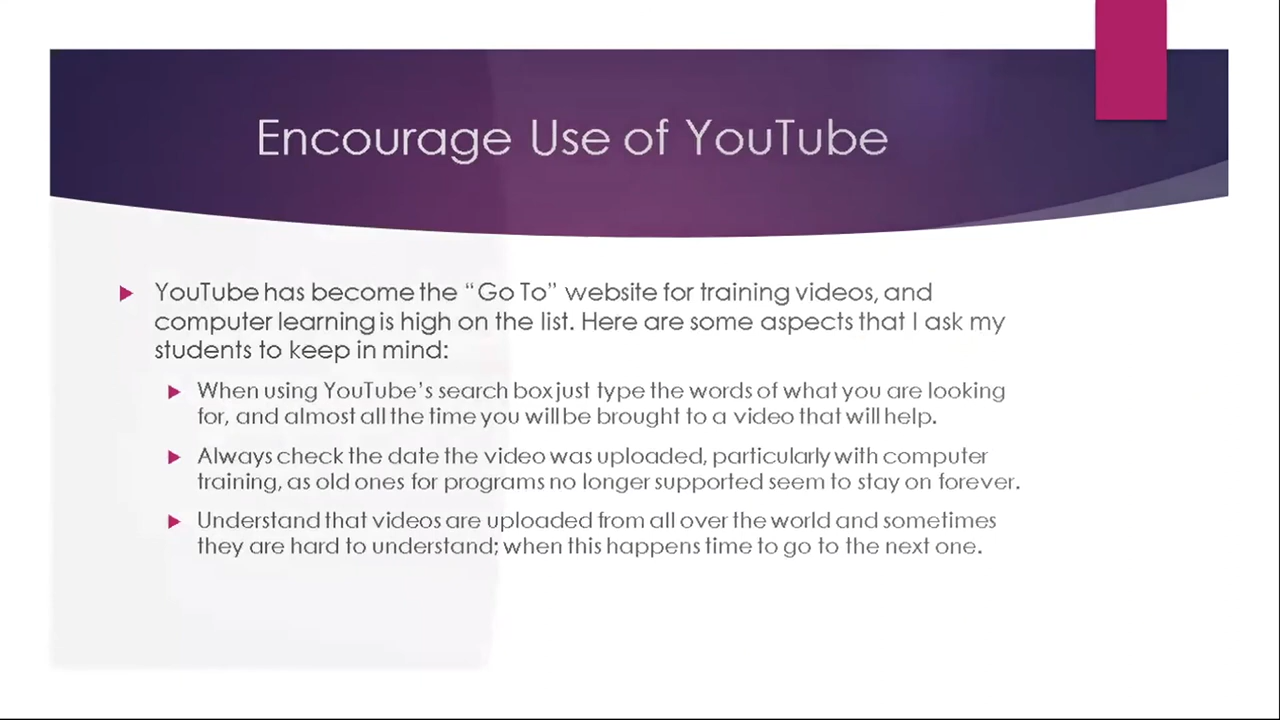 Encourage Use of YouTube
YouTube has become the “Go To” website for training videos, and
computer learning is high on the list. Here are some aspects that I ask my
students to keep in mind:
When using YouTube’s search box just type the words of what you are looking
for, and almost all the time you will be brought to a video that will help.
Always check the date the video was uploaded, particularly with computer
training, as old ones for programs no longer supported seem to stay on forever.
Understand that videos are uploaded from all over the world and sometimes
they are hard to understand; when this happens time to go to the next one.